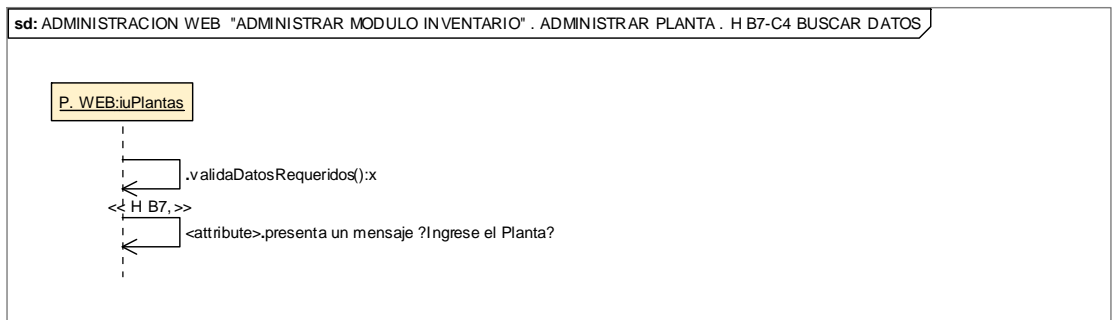 sd: ADMINISTRACION WEB "ADMINISTRAR MODULO INVENTARIO" . ADMINISTRAR PLANTA . H B7-C4 BUSCAR DATOS
P. WEB:iuPlantas
.validaDatosRequeridos():x
<< H B7, >>
<attribute>.presenta un mensaje ?Ingrese el Planta?